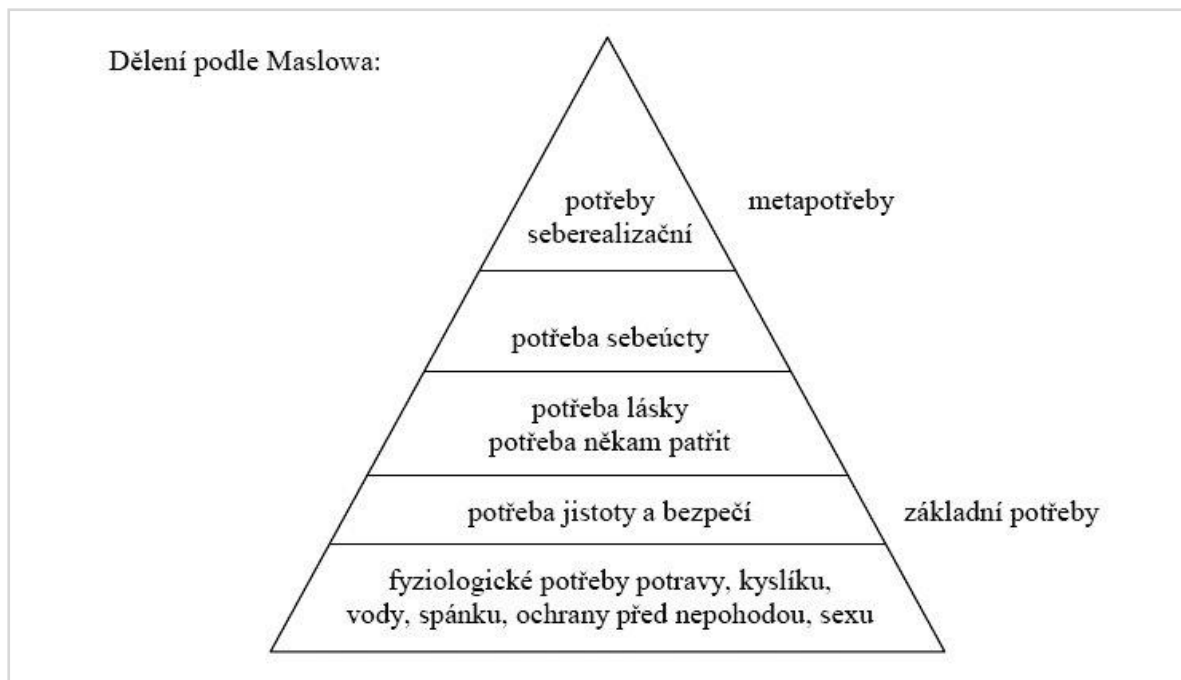 Dělení podle Maslowa:
potřeby
seberealizační
metapotřeby
potřeba sebeúcty
potřeba lásky
potřeba někam patřit
potřeba jistoty a bezpečí
základní potřeby
fyziologické potřeby potravy, kyslíku,
vody, spánku, ochrany před nepohodou, sexu